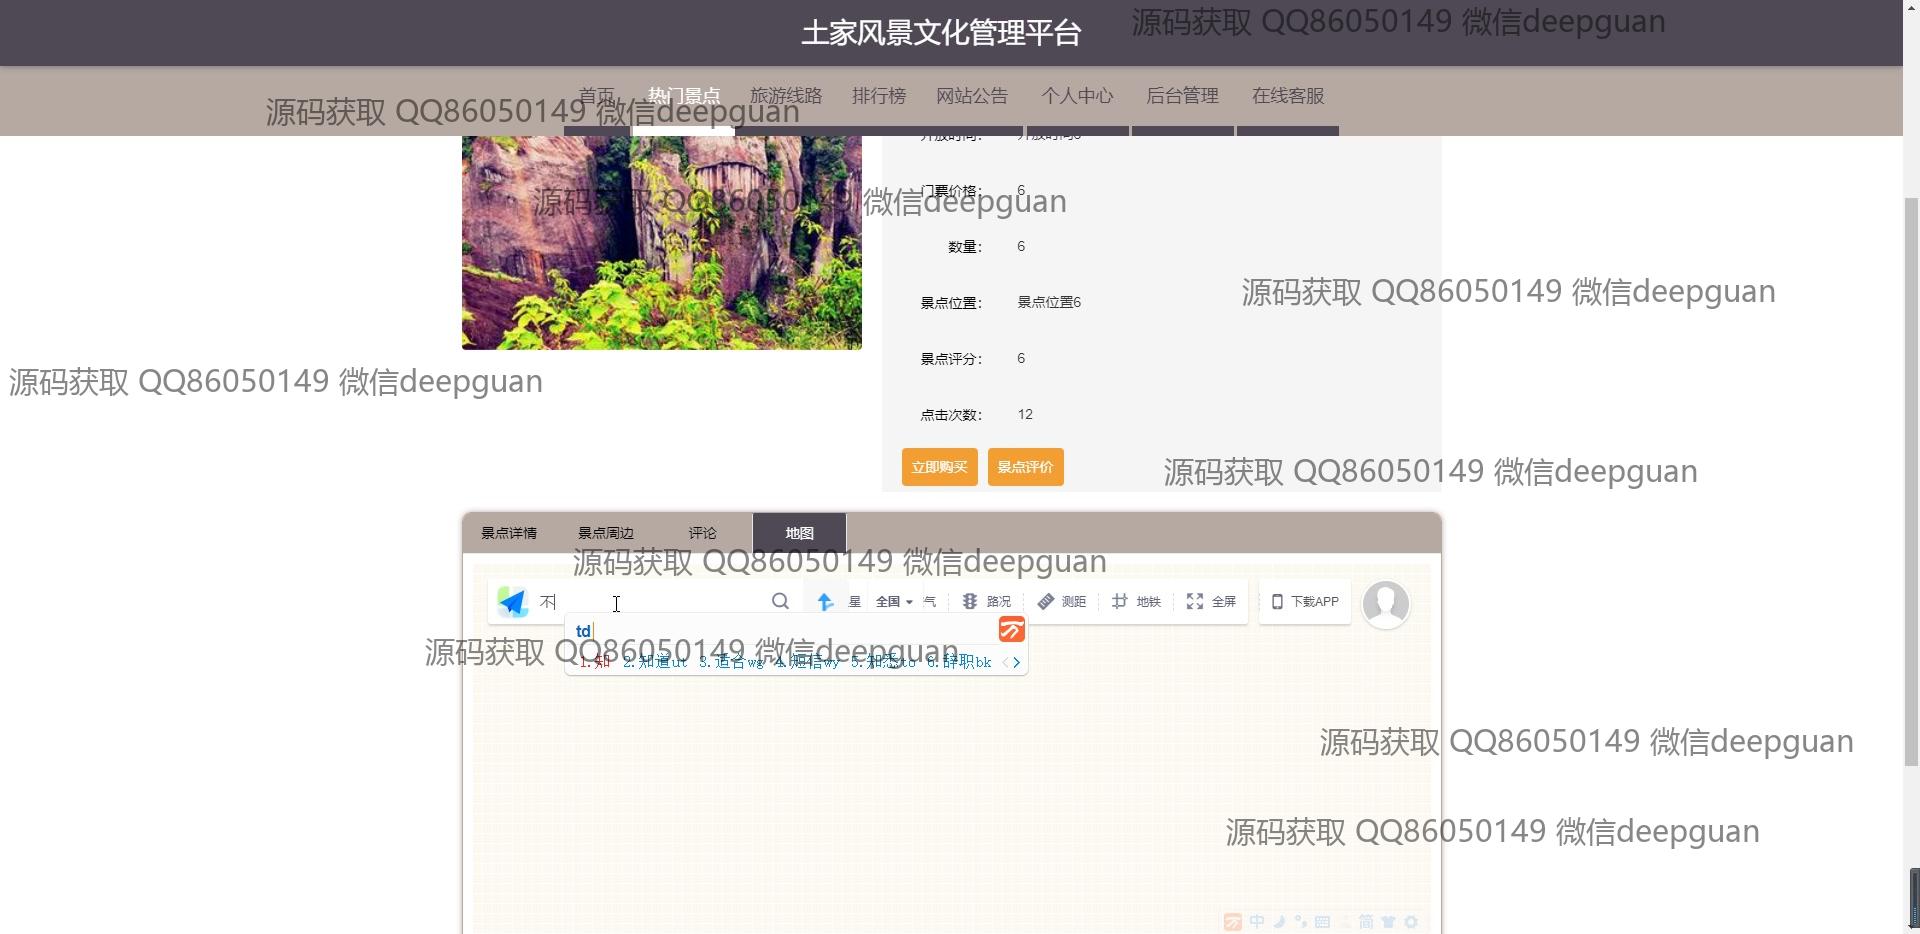 土家风景文化管理平台
源码获取 QQ86050149 微信deepguan
首页 热门景点 旅游线路 排行榜 网站公告 个人中心 后台管理 在线客服
源码获取 QQ86050149 微信deepguan
开放时间: 开放时间6
门票价格: 6
源码获取 QQ86050149 微信deepguan
数量: 6
源码获取 QQ86050149 微信deepguan
景点位置: 景点位置6
景点评分: 6
源码获取 QQ86050149 微信deepguan
点击次数: 12
立即购买 景点评价
源码获取 QQ86050149 微信deepguan
景点详情 景点周边 评论 地图
源码获取 QQ86050149 微信deepguan
不 星 全国 气 路况 测距 地铁 全屏 下载APP
td
源码获取 QQ86050149 微信deepguan
1.知 2.知道ut 3.适合wg 4.短信wy 5.知悉to 6.辞职bk
源码获取 QQ86050149 微信deepguan
源码获取 QQ86050149 微信deepguan
中 简